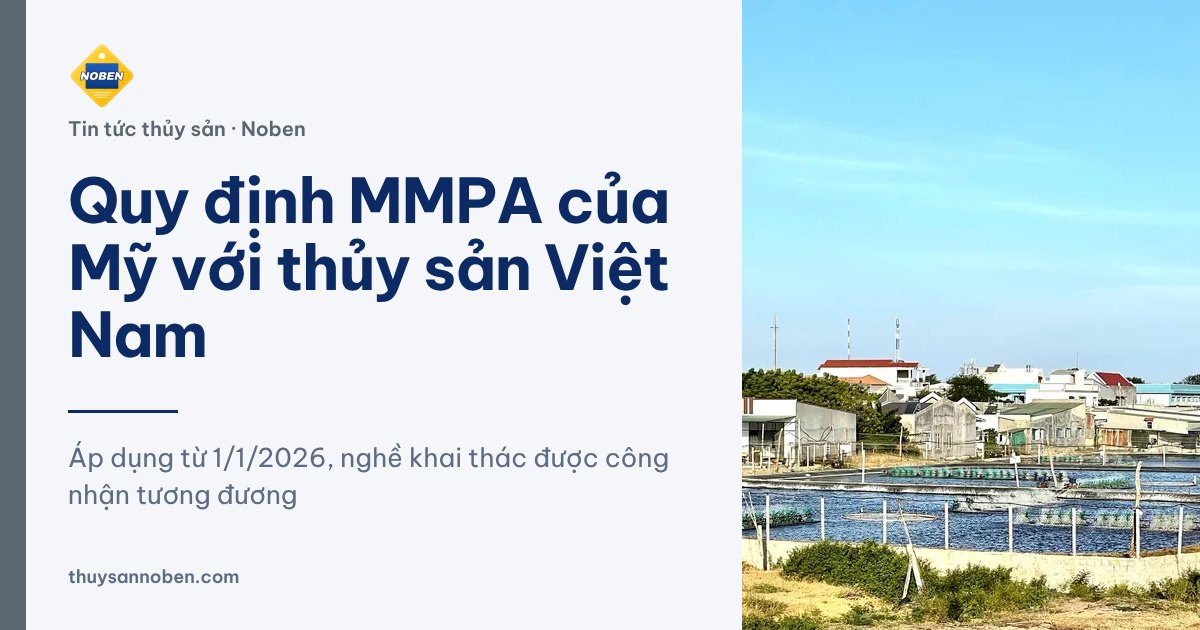 NOBEN
Tin tức thủy sản · Noben
Quy định MMPA của
Mỹ với thủy sản Việt
Nam
Áp dụng từ 1/1/2026, nghề khai thác được công
nhận tương đương
thuysannoben.com